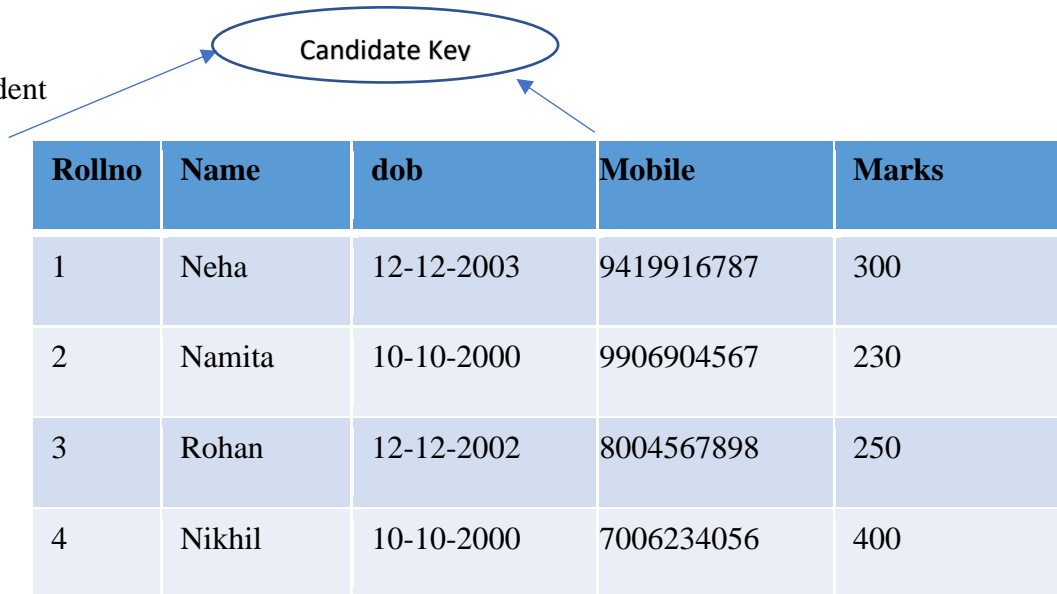 Candidate Key
dent
Rollno Name dob Mobile Marks
1 Neha 12-12-2003 9419916787 300
2 Namita 10-10-2000 9906904567 230
3 Rohan 12-12-2002 8004567898 250
4 Nikhil 10-10-2000 7006234056 400